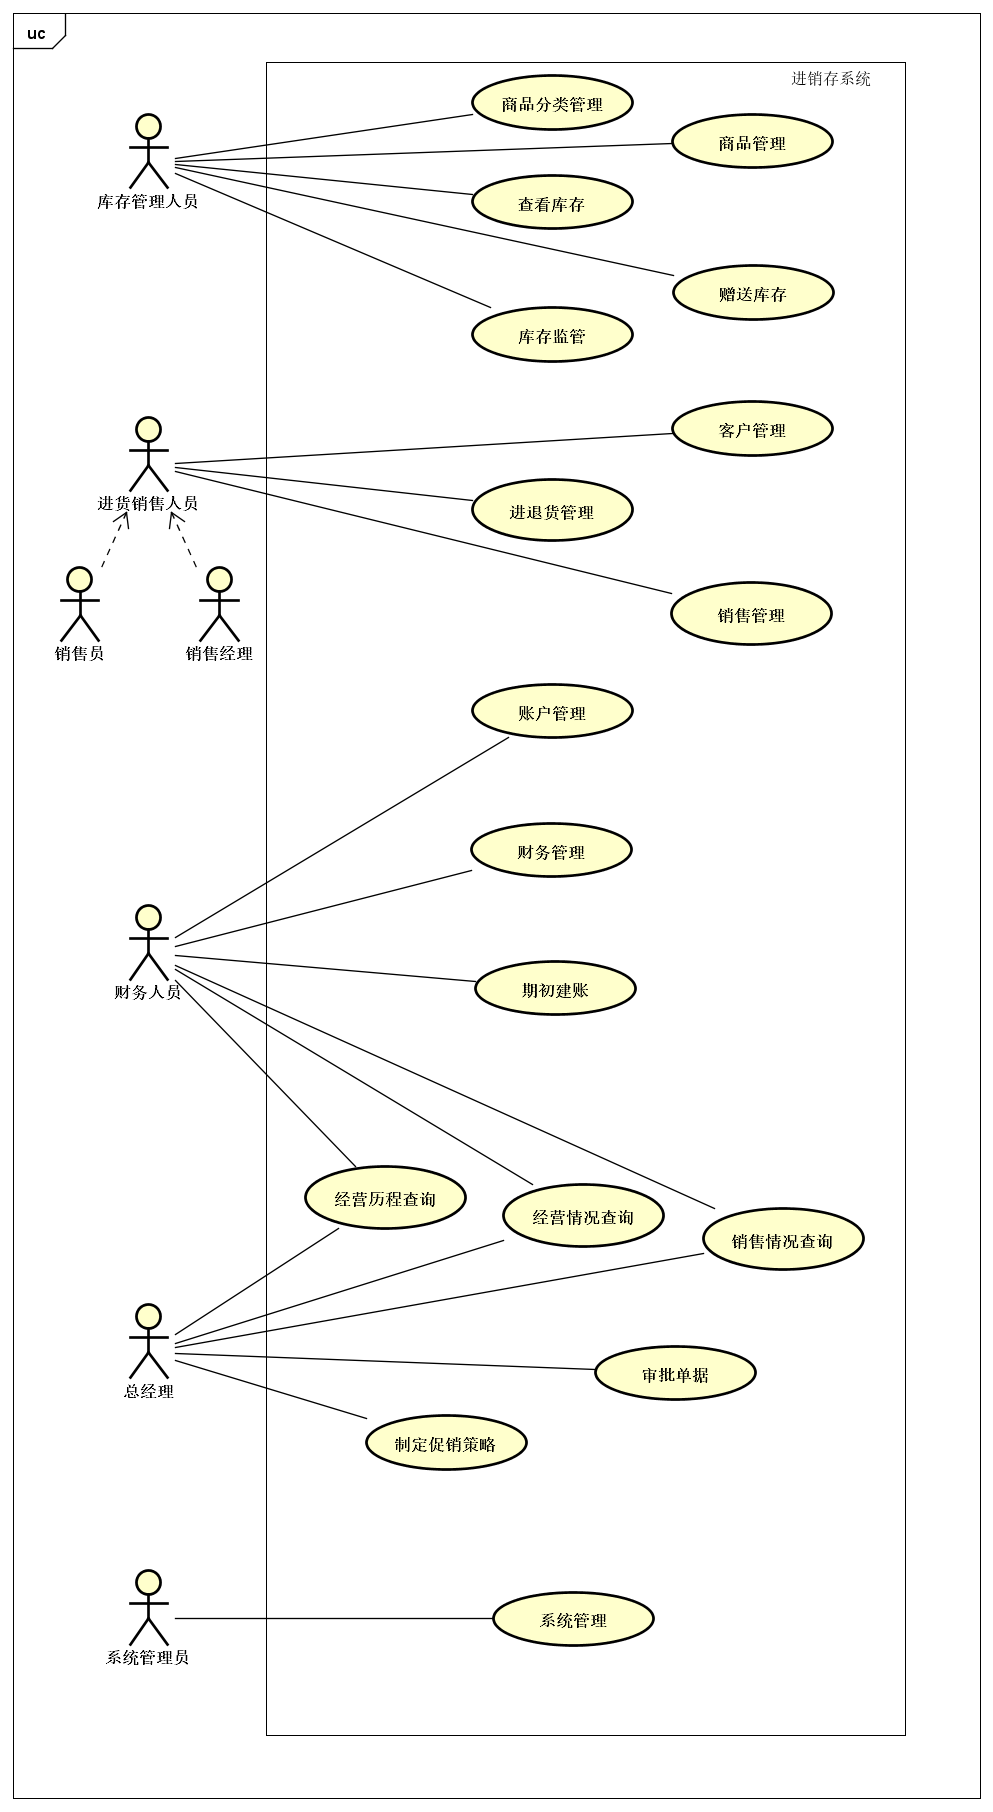 uc
进销存系统
商品分类管理
商品管理
库存管理人员
查看库存
赠送库存
库存监管
客户管理
进货销售人员
进退货管理
销售管理
销售员
销售经理
账户管理
财务管理
财务人员
期初建账
经营历程查询
经营情况查询
销售情况查询
审批单据
总经理
制定促销策略
系统管理
系统管理员